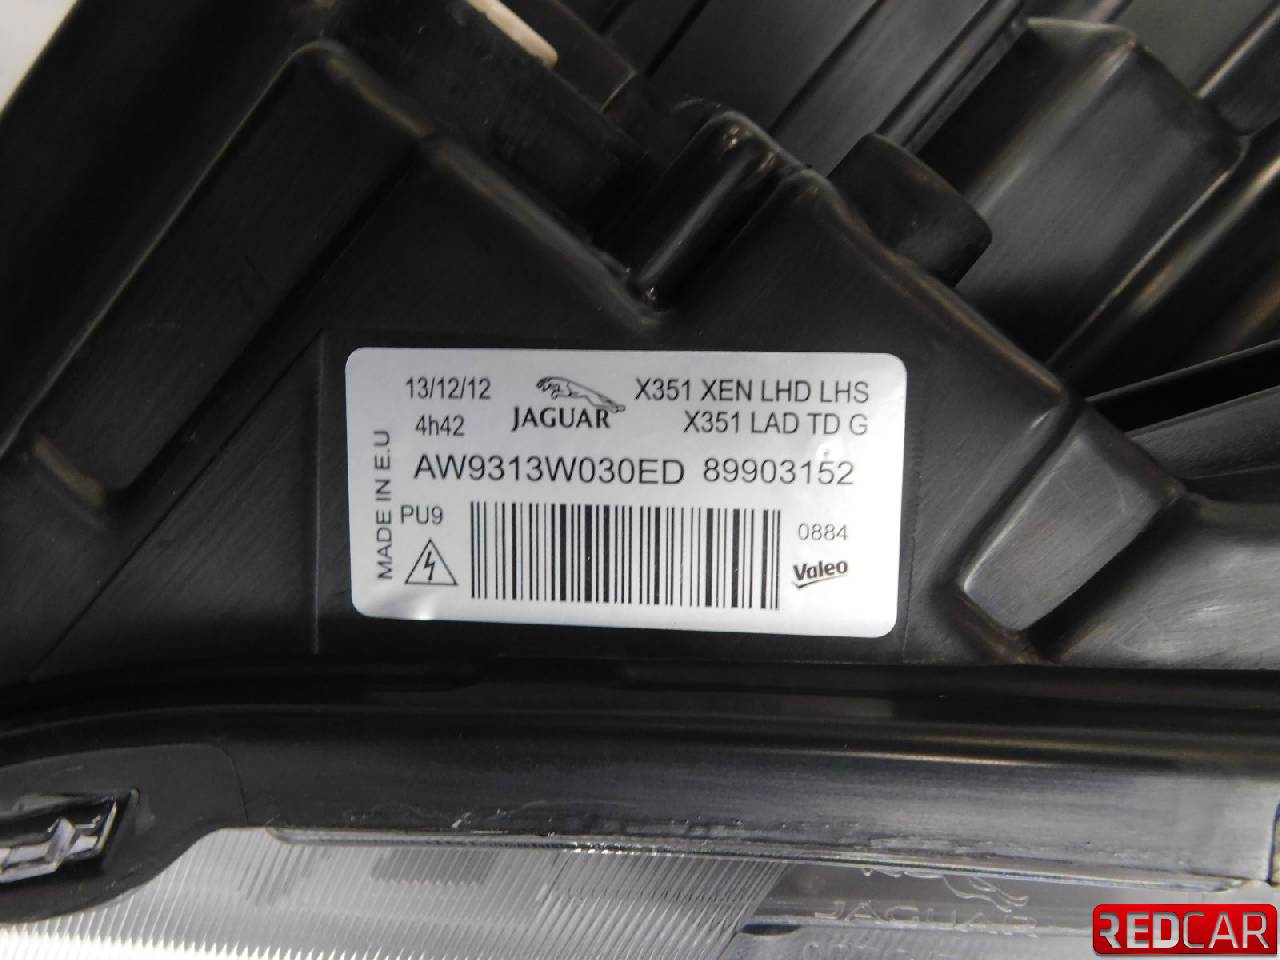 13/12/12
4h42
JAGUAR
X351 XEN LHD LHS
X351 LAD TD G
MADE IN E.U
AW9313W030ED 89903152
PU9
0884
Valeo
JAGUAR
REDCAR